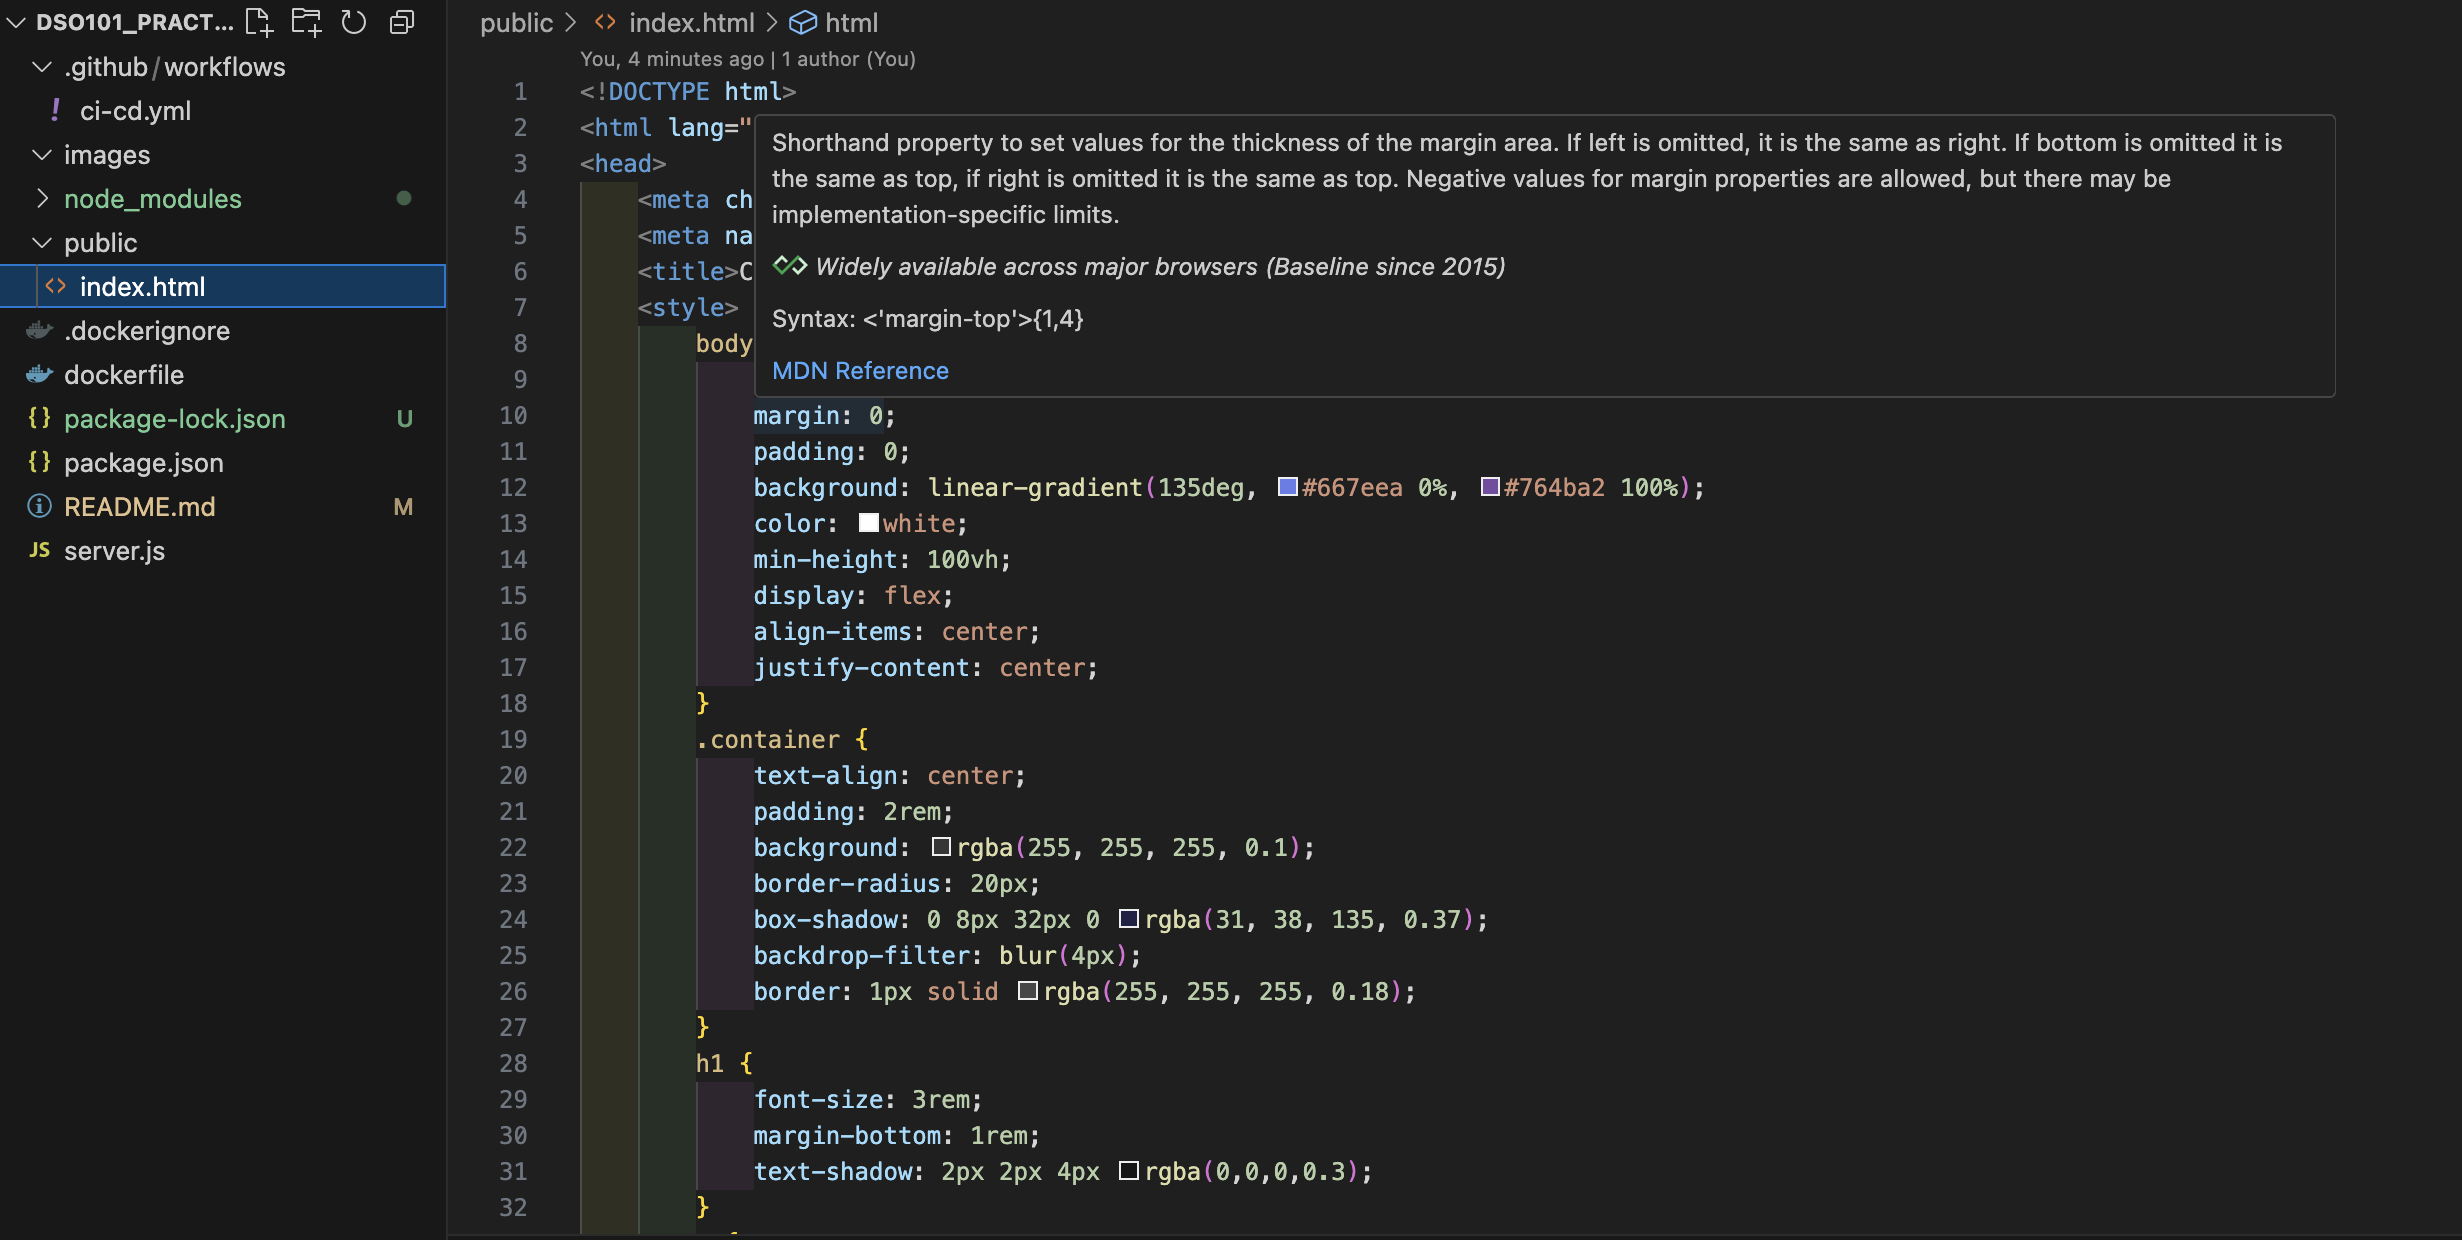 DSO101_PRACT...
.github/workflows
! ci-cd.yml
images
node_modules
public
<> index.html
.dockerignore
dockerfile
{} package-lock.json U
{} package.json
README.md M
JS server.js
public > <> index.html > html
You, 4 minutes ago | 1 author (You)
1 <!DOCTYPE html>
2 <html lang="
3 <head>
4 <meta ch
5 <meta na
6 <title>C
7 <style>
8 body
9
Shorthand property to set values for the thickness of the margin area. If left is omitted, it is the same as right. If bottom is omitted it is
the same as top, if right is omitted it is the same as top. Negative values for margin properties are allowed, but there may be
implementation-specific limits.
Widely available across major browsers (Baseline since 2015)
Syntax: <'margin-top'>{1,4}
MDN Reference
10 margin: 0;
11 padding: 0;
12 background: linear-gradient(135deg, #667eea 0%, #764ba2 100%);
13 color: white;
14 min-height: 100vh;
15 display: flex;
16 align-items: center;
17 justify-content: center;
18 }
19 .container {
20 text-align: center;
21 padding: 2rem;
22 background: rgba(255, 255, 255, 0.1);
23 border-radius: 20px;
24 box-shadow: 0 8px 32px 0 rgba(31, 38, 135, 0.37);
25 backdrop-filter: blur(4px);
26 border: 1px solid rgba(255, 255, 255, 0.18);
27 }
28 h1 {
29 font-size: 3rem;
30 margin-bottom: 1rem;
31 text-shadow: 2px 2px 4px rgba(0,0,0,0.3);
32 }